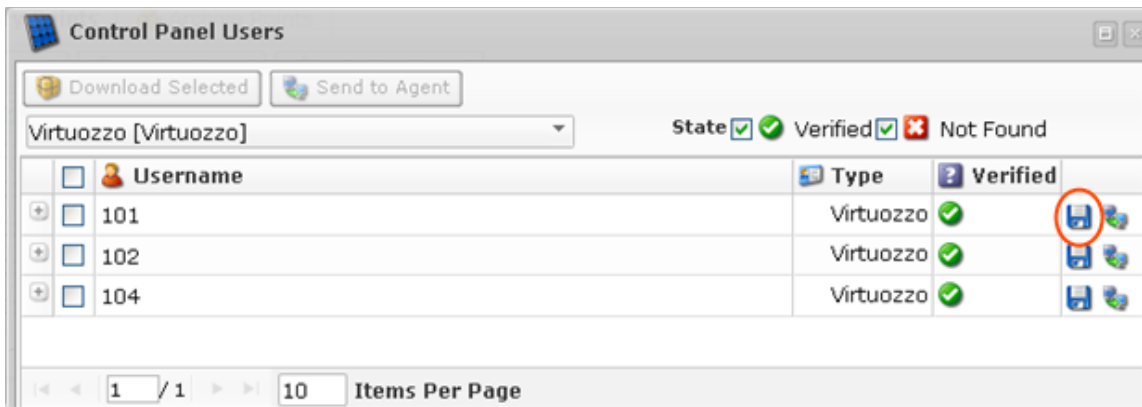 Control Panel Users
Download Selected Send to Agent
Virtuozzo [Virtuozzo] State Verified Not Found
Username Type Verified
101 Virtuozzo
102 Virtuozzo
104 Virtuozzo
1 / 1 10 Items Per Page